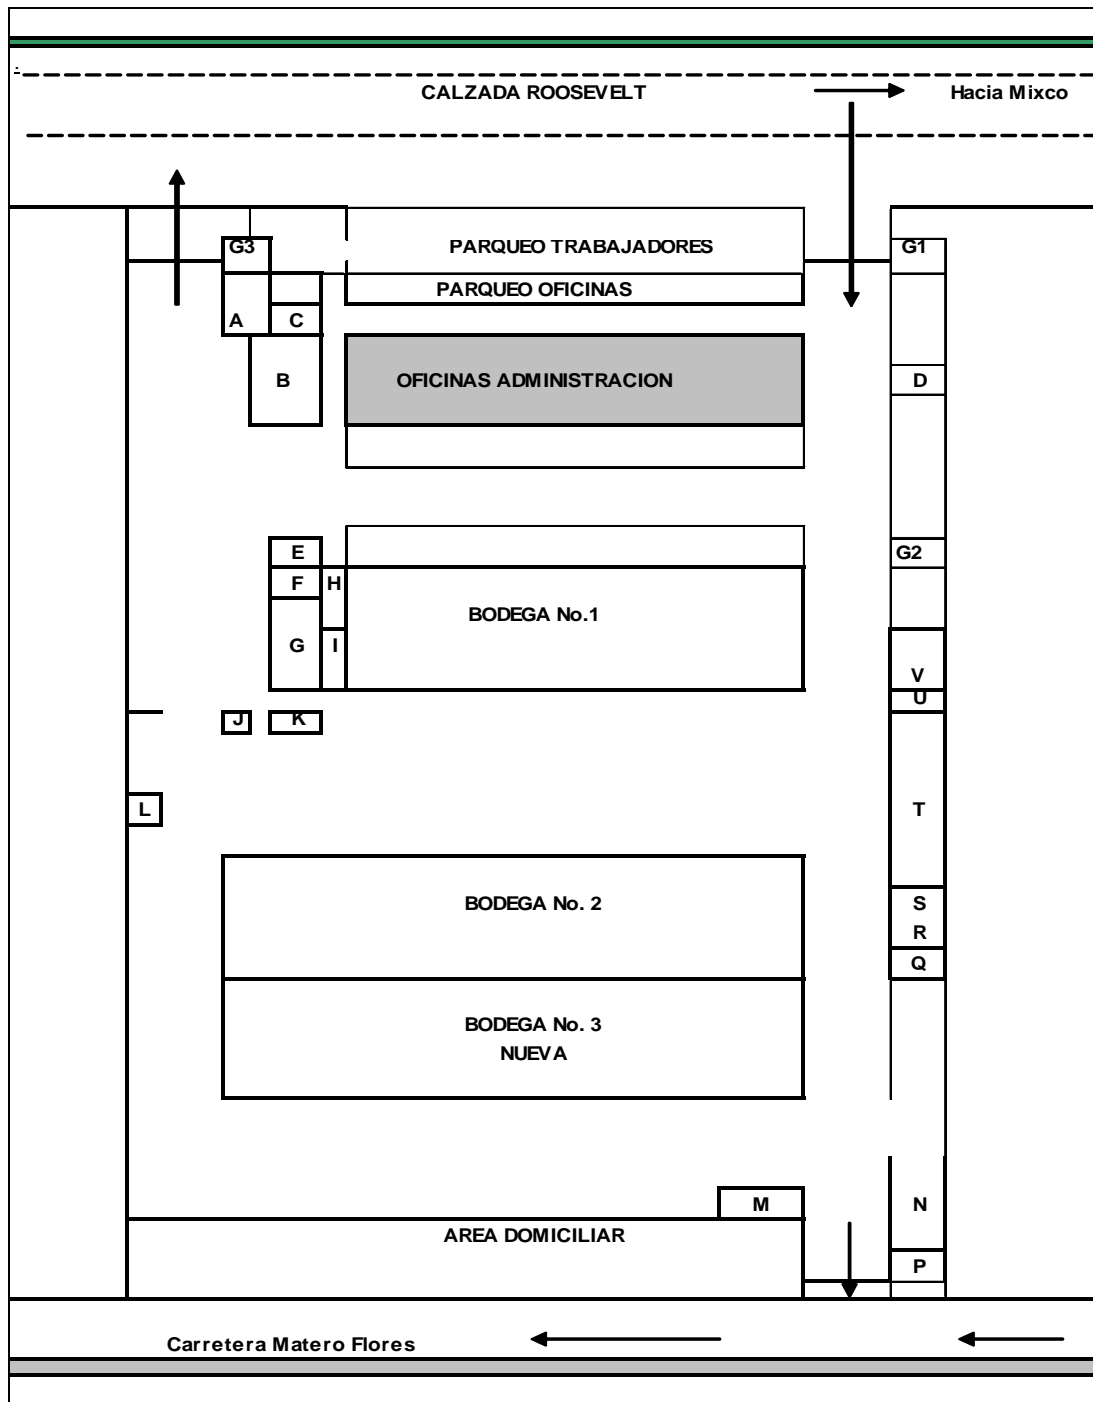 CALZADA ROOSEVELT
Hacia Mixco
G3
PARQUEO TRABAJADORES
G1
PARQUEO OFICINAS
A
C
B
OFICINAS ADMINISTRACION
D
E
G2
F
H
BODEGA No.1
G
I
V
U
J
K
L
T
BODEGA No. 2
S
R
Q
BODEGA No. 3
NUEVA
M
N
AREA DOMICILIAR
P
Carretera Matero Flores